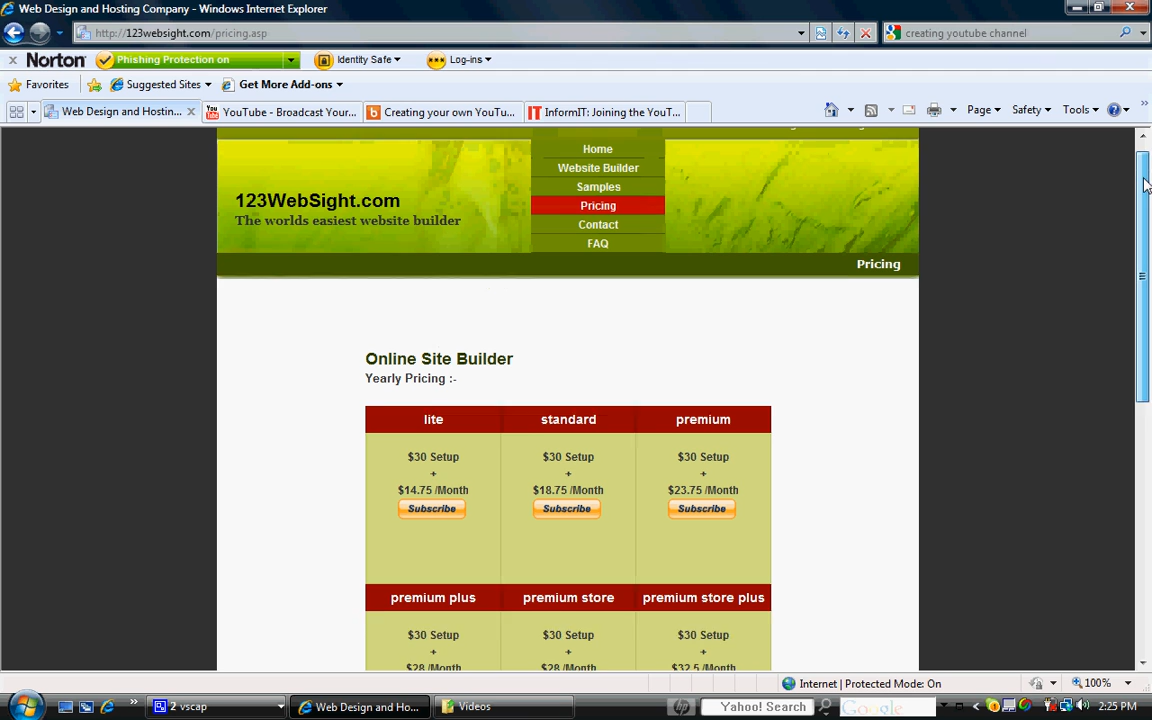 Web Design and Hosting Company - Windows Internet Explorer
http://123websight.com/pricing.asp
creating youtube channel
Norton
Phishing Protection on
Identity Safe
Log-ins
Favorites
Suggested Sites
Get More Add-ons
Web Design and Hostin...
YouTube - Broadcast Your...
Creating your own YouTu...
InformIT: Joining the YouT...
Page
Safety
Tools
Home
Website Builder
Samples
Pricing
Contact
FAQ
123WebSight.com
The worlds easiest website builder
Pricing
Online Site Builder
Yearly Pricing :-
lite standard premium
$30 Setup $30 Setup $30 Setup
+ + +
$14.75 /Month $18.75 /Month $23.75 /Month
Subscribe Subscribe Subscribe
premium plus premium store premium store plus
$30 Setup $30 Setup $30 Setup
+ + +
$28 /Month $28 /Month $32.5 /Month
Internet | Protected Mode: On
100%
2 vscap
Web Design and Ho...
Videos
Yahoo! Search
Google
2:25 PM